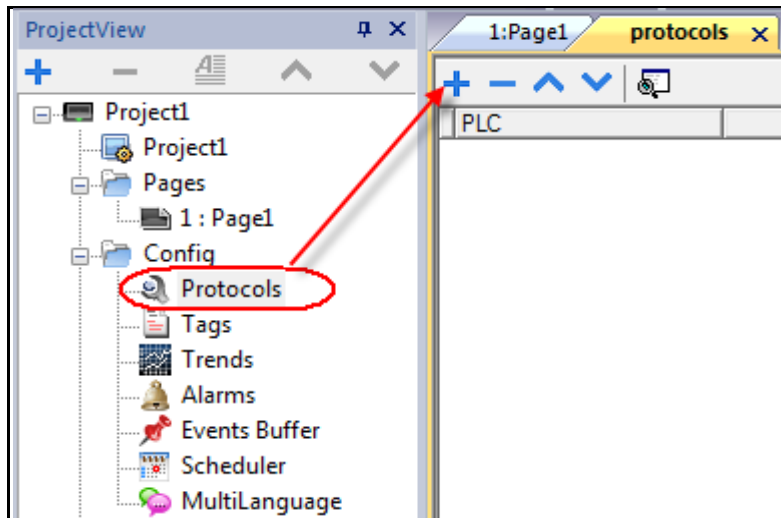 ProjectView
1:Page1
protocols
PLC
Project1
Project1
Pages
1 : Page1
Config
Protocols
Tags
Trends
Alarms
Events Buffer
Scheduler
MultiLanguage